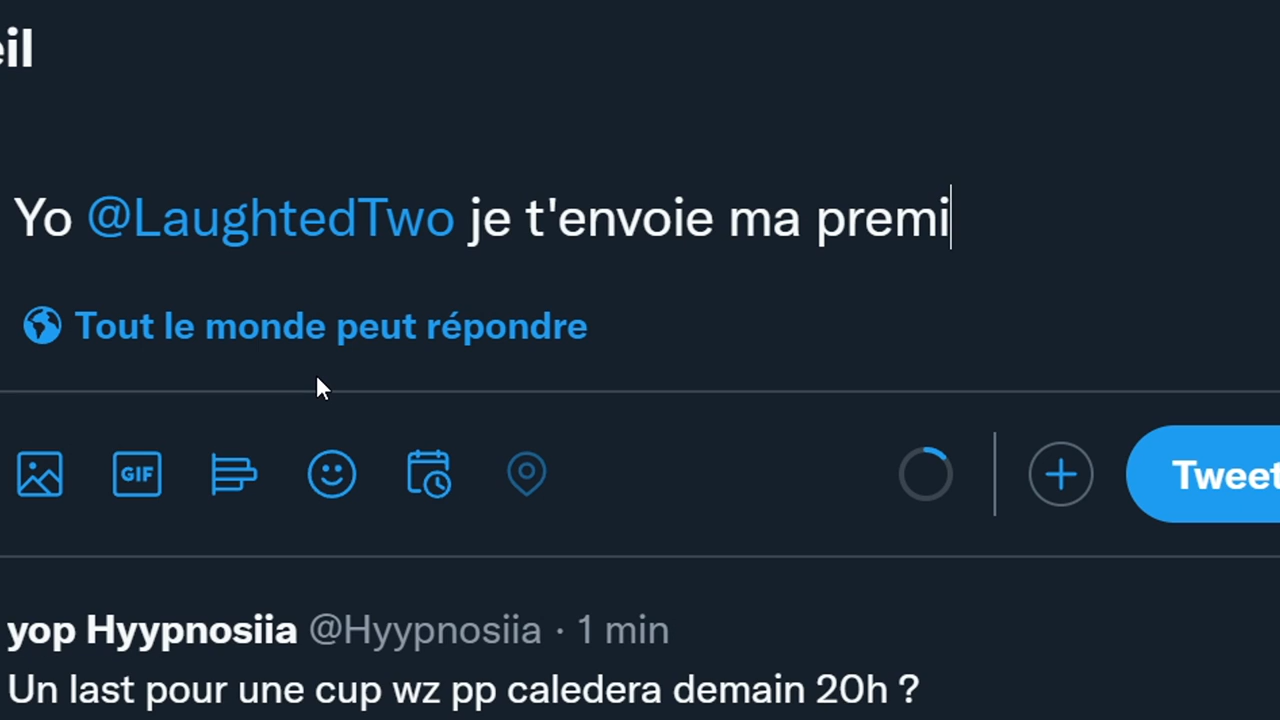 eil
Yo @LaughtedTwo je t'envoie ma premi
Tout le monde peut répondre
GIF
Tweet
yop Hyypnosiia @Hyypnosiia · 1 min
Un last pour une cup wz pp caledera demain 20h ?